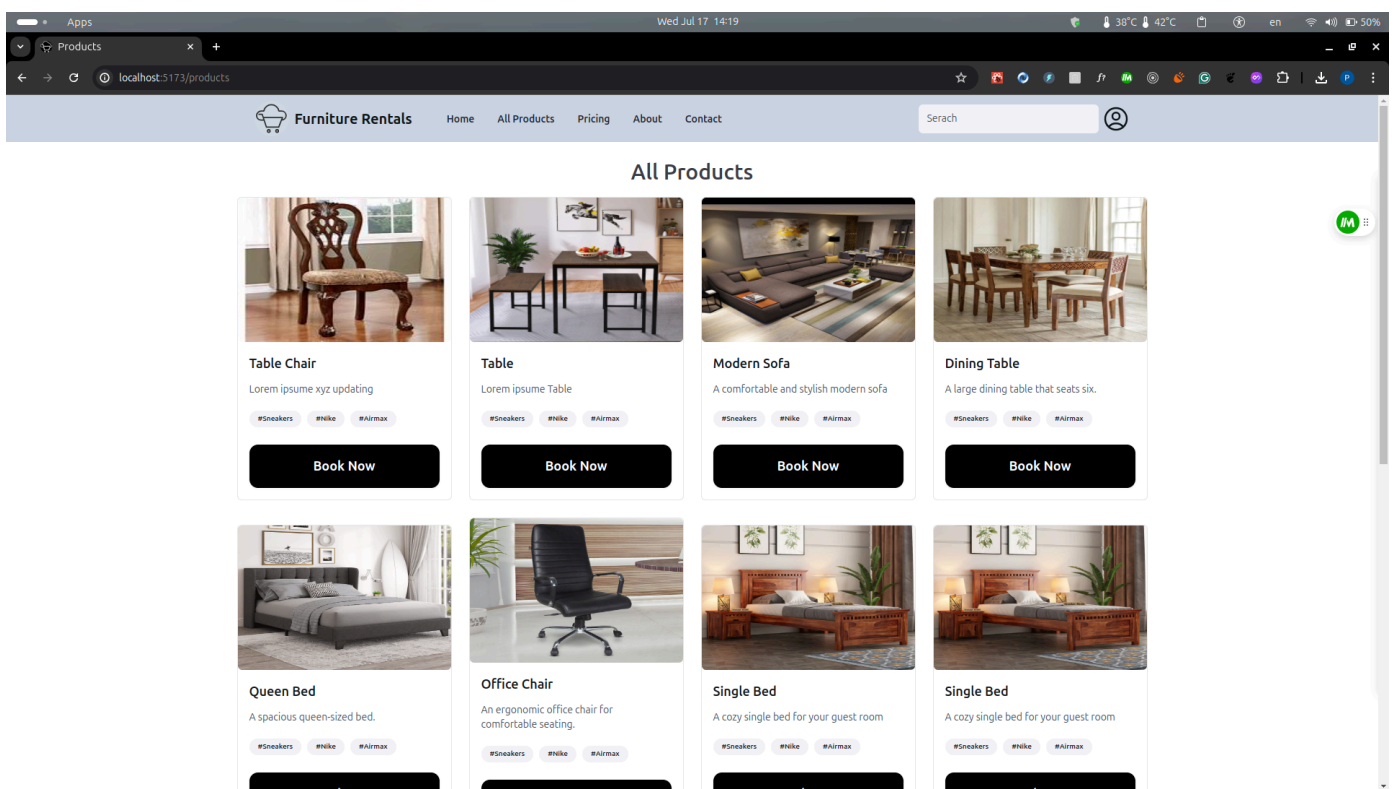 Apps
Wed Jul 17 14:19
38°C 42°C en 50%
Products
localhost:5173/products
Furniture Rentals Home All Products Pricing About Contact Serach
All Products
Table Chair Table Modern Sofa Dining Table
Lorem ipsume xyz updating Lorem ipsume Table A comfortable and stylish modern sofa A large dining table that seats six.
#Sneakers #Nike #Airmax #Sneakers #Nike #Airmax #Sneakers #Nike #Airmax #Sneakers #Nike #Airmax
Book Now Book Now Book Now Book Now
Queen Bed Office Chair Single Bed Single Bed
A spacious queen-sized bed. An ergonomic office chair for A cozy single bed for your guest room A cozy single bed for your guest room
comfortable seating.
#Sneakers #Nike #Airmax #Sneakers #Nike #Airmax #Sneakers #Nike #Airmax #Sneakers #Nike #Airmax